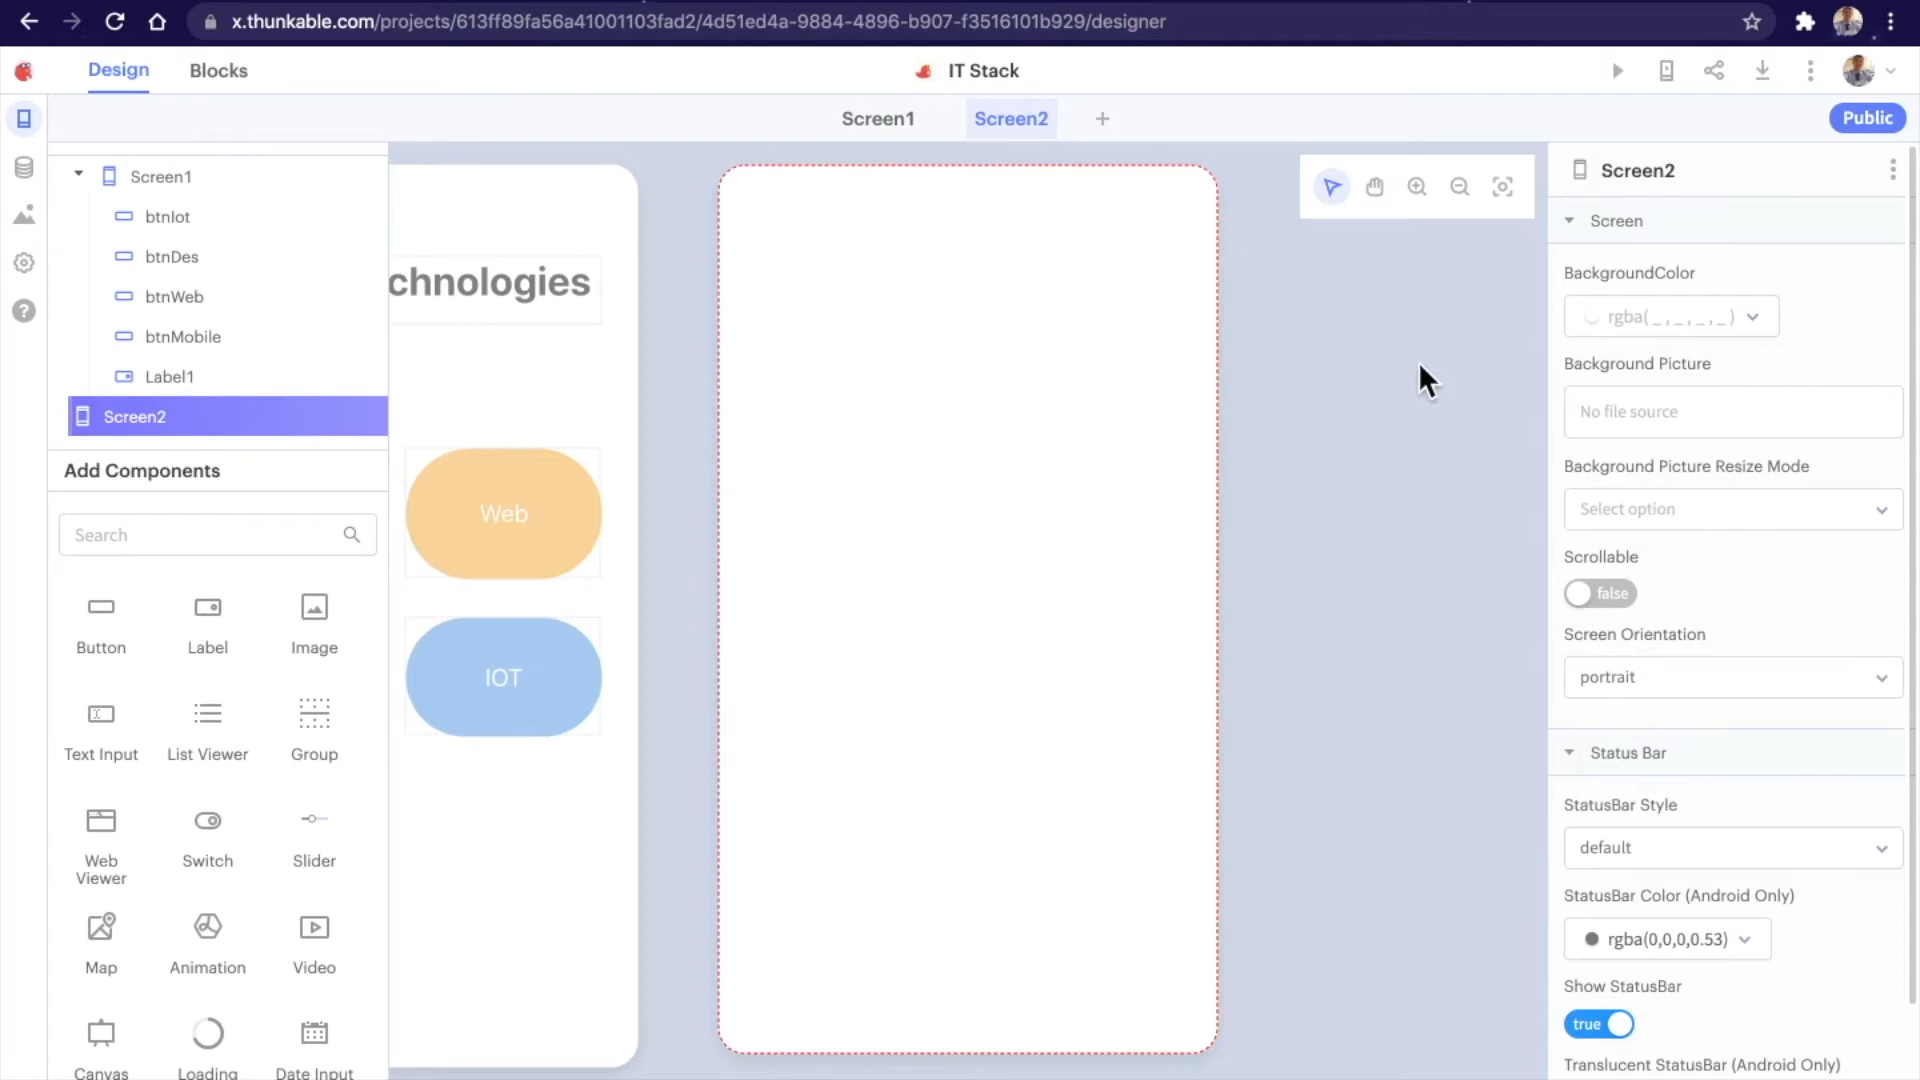 x.thunkable.com/projects/613ff89fa56a41001103fad2/4d51ed4a-9884-4896-b907-f3516101b929/designer
Design
Blocks
IT Stack
Screen1
Screen2
Public
Screen1
btnIot
btnDes
btnWeb
btnMobile
Label1
Screen2
Add Components
Search
Button
Label
Image
Text Input
List Viewer
Group
Web
Viewer
Switch
Slider
Map
Animation
Video
Canvas
Loading
Date Input
chnologies
Web
IOT
Screen2
Screen
BackgroundColor
rgba( _ , _ , _ , _ )
Background Picture
No file source
Background Picture Resize Mode
Select option
Scrollable
false
Screen Orientation
portrait
Status Bar
StatusBar Style
default
StatusBar Color (Android Only)
rgba(0,0,0,0.53)
Show StatusBar
true
Translucent StatusBar (Android Only)